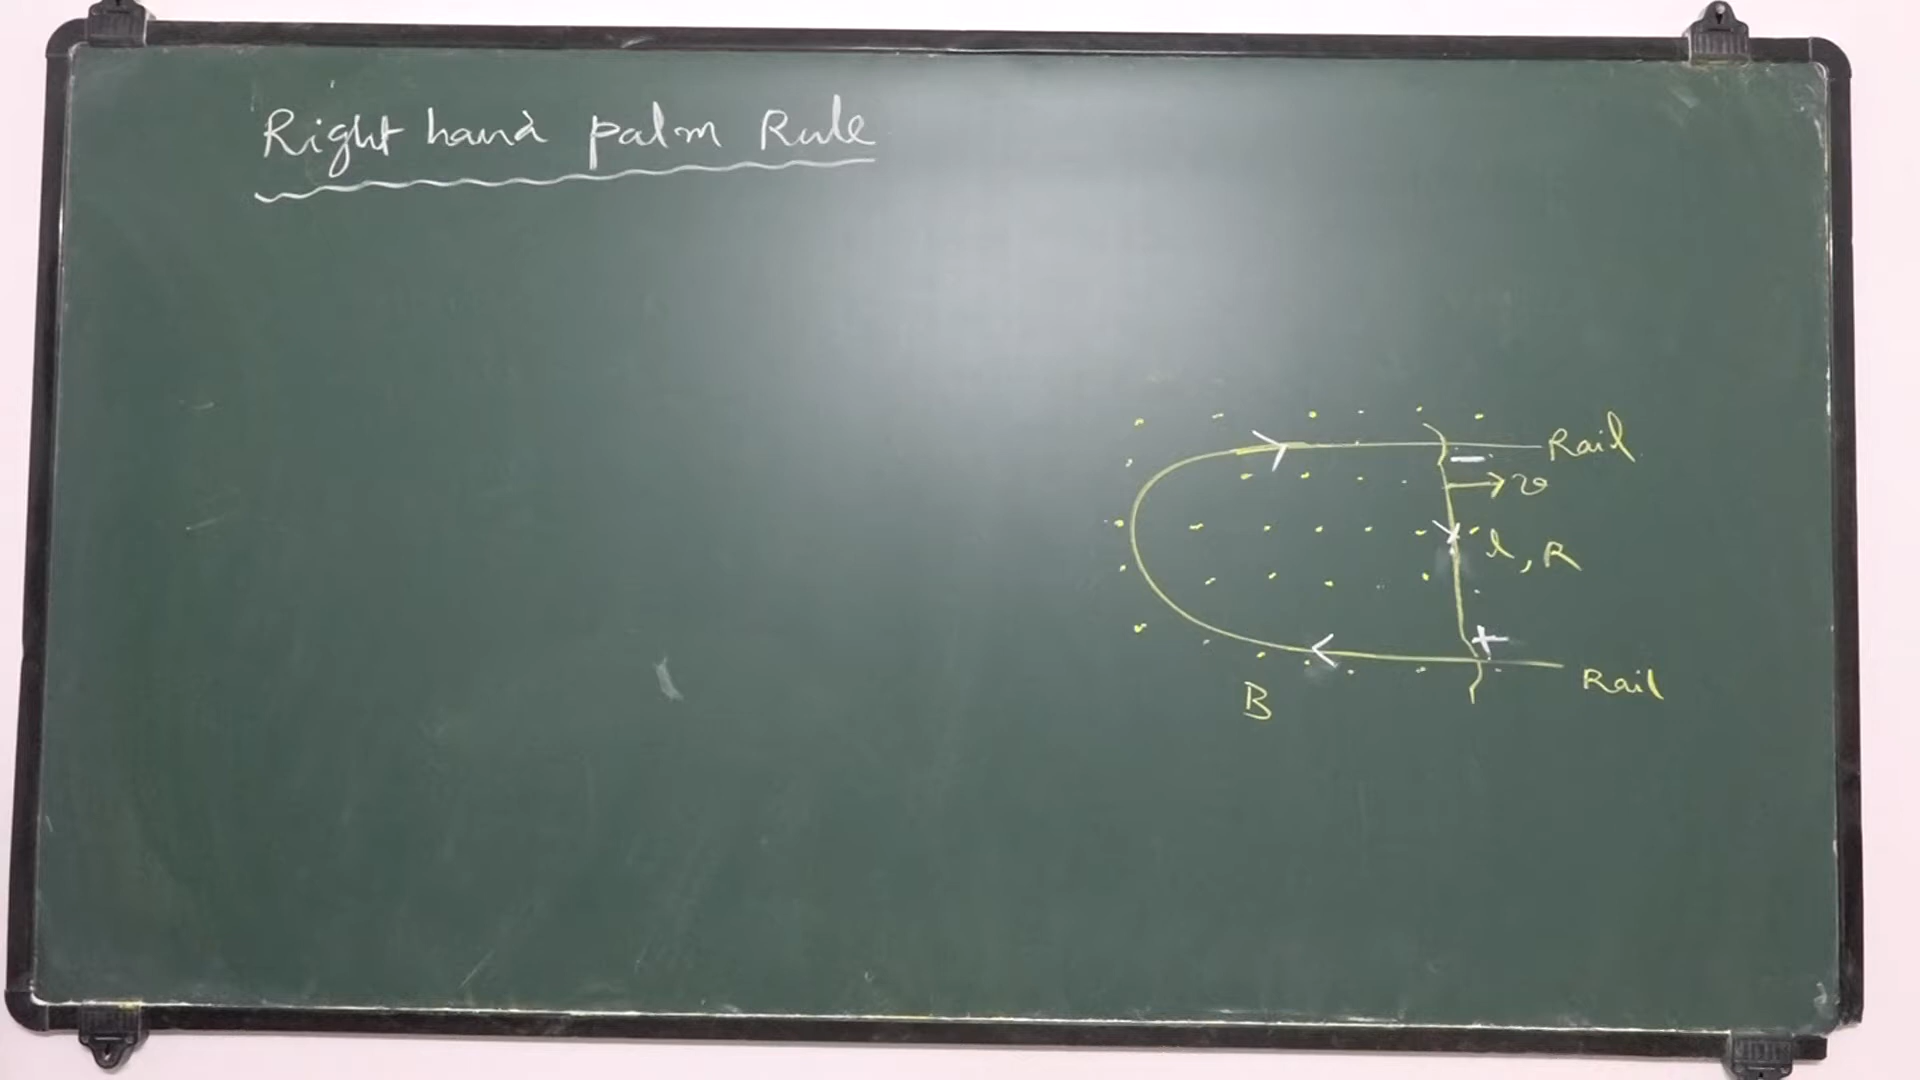 Right hand palm Rule
Rail
−
v
l, R
+
Rail
B